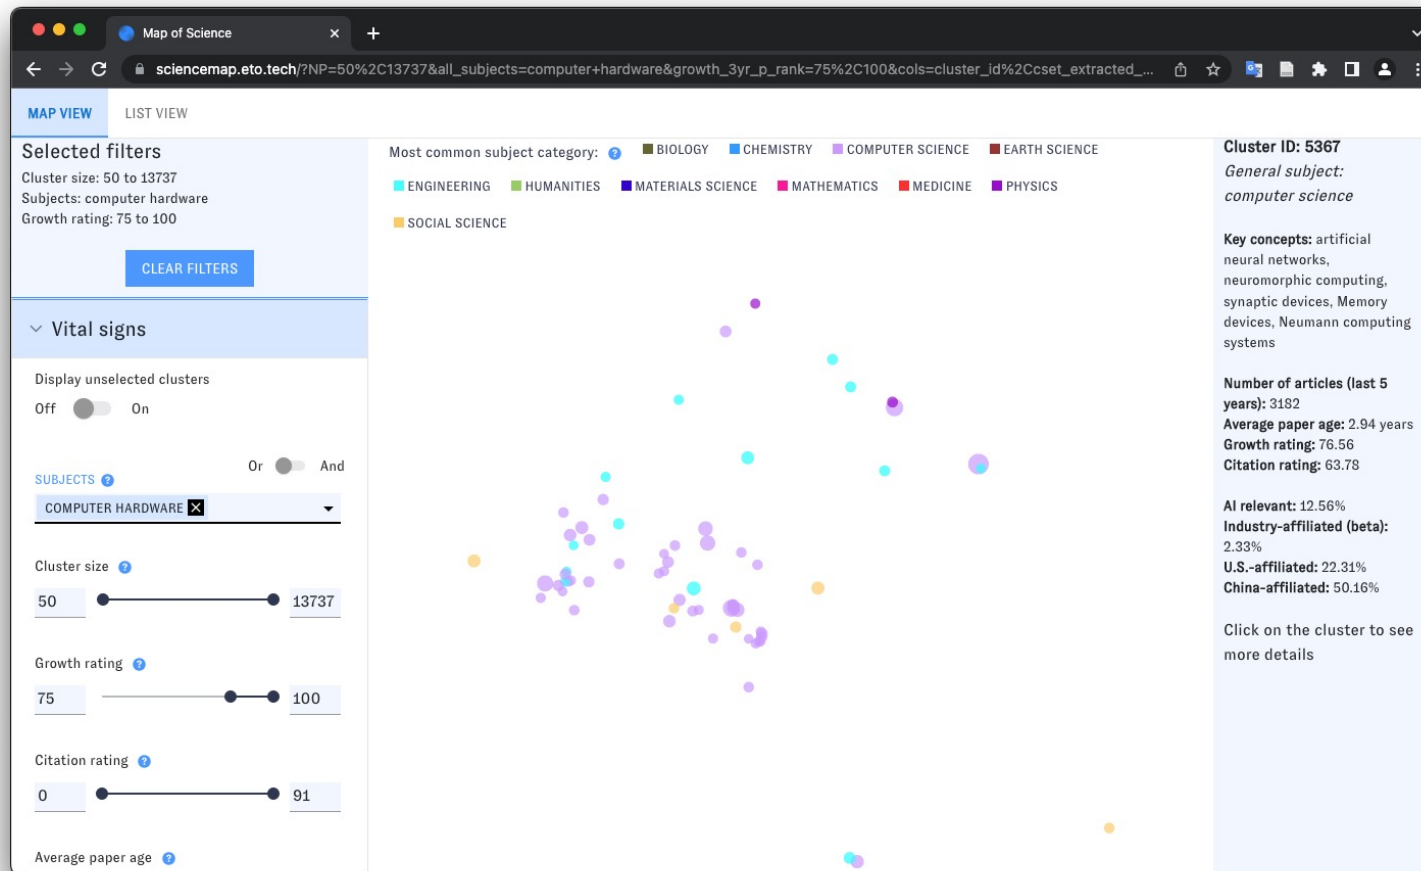 Map of Science
sciencemap.eto.tech/?NP=50%2C13737&all_subjects=computer+hardware&growth_3yr_p_rank=75%2C100&cols=cluster_id%2Ccset_extracted_...
MAP VIEW LIST VIEW
Selected filters
Cluster size: 50 to 13737
Subjects: computer hardware
Growth rating: 75 to 100
CLEAR FILTERS
Vital signs
Display unselected clusters
Off On
Or And
SUBJECTS ?
COMPUTER HARDWARE
Cluster size ?
50 13737
Growth rating ?
75 100
Citation rating ?
0 91
Average paper age ?
Most common subject category: ? BIOLOGY CHEMISTRY COMPUTER SCIENCE EARTH SCIENCE
ENGINEERING HUMANITIES MATERIALS SCIENCE MATHEMATICS MEDICINE PHYSICS
SOCIAL SCIENCE
Cluster ID: 5367
General subject:
computer science
Key concepts: artificial
neural networks,
neuromorphic computing,
synaptic devices, Memory
devices, Neumann computing
systems
Number of articles (last 5
years): 3182
Average paper age: 2.94 years
Growth rating: 76.56
Citation rating: 63.78
AI relevant: 12.56%
Industry-affiliated (beta):
2.33%
U.S.-affiliated: 22.31%
China-affiliated: 50.16%
Click on the cluster to see
more details